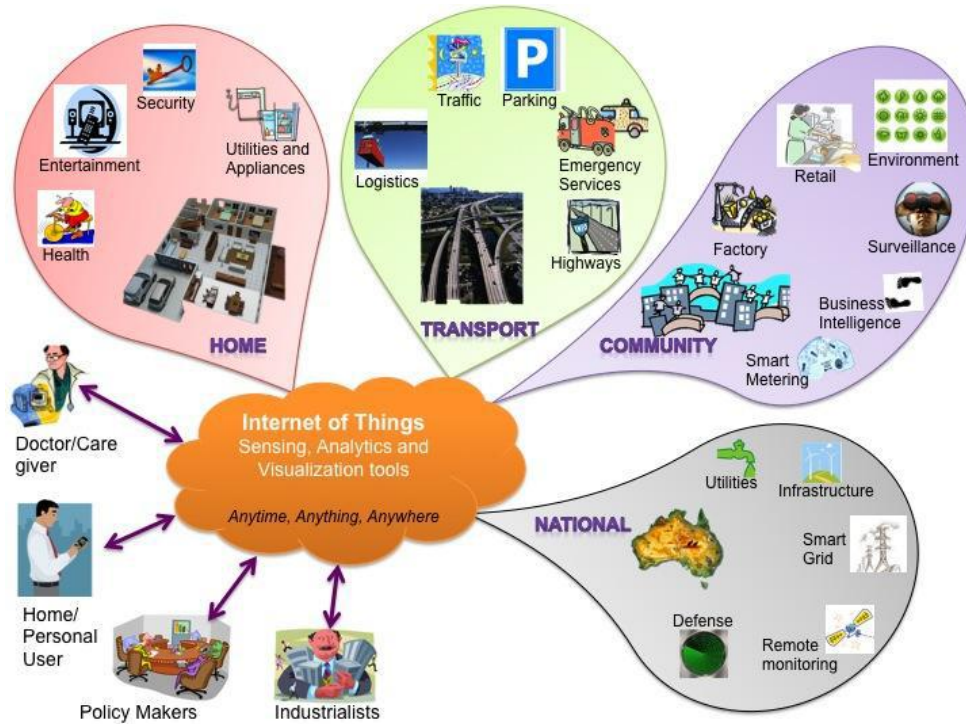 Security
Entertainment
Utilities and
Appliances
Health
HOME
Traffic
P
Parking
Logistics
Emergency
Services
Highways
TRANSPORT
Retail
Environment
Factory
Surveillance
Business
Intelligence
COMMUNITY
Smart
Metering
Internet of Things
Sensing, Analytics and
Visualization tools
Anytime, Anything, Anywhere
Doctor/Care
giver
Home/
Personal
User
Policy Makers
Industrialists
NATIONAL
Utilities
Infrastructure
Smart
Grid
Defense
Remote
monitoring